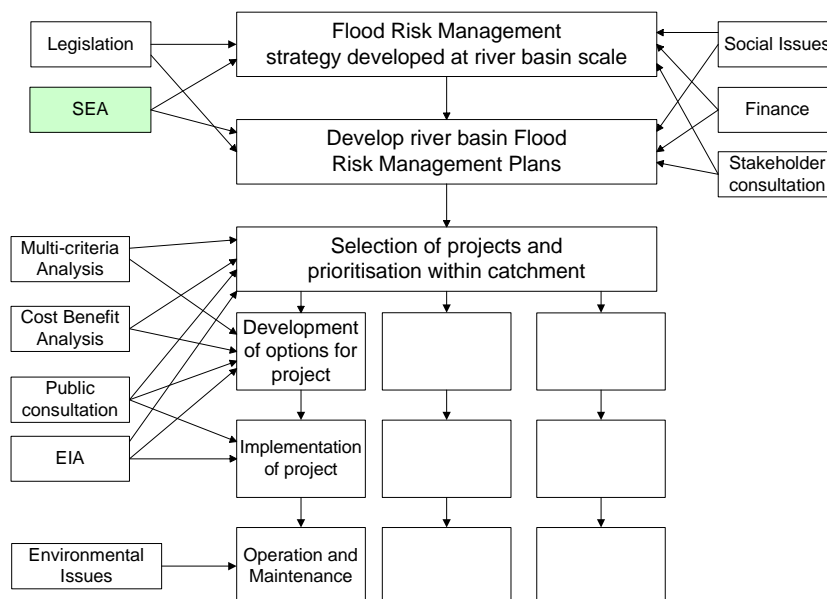 Legislation
Flood Risk Management
strategy developed at river basin scale
Social Issues
SEA
Finance
Develop river basin Flood
Risk Management Plans
Stakeholder
consultation
Multi-criteria
Analysis
Selection of projects and
prioritisation within catchment
Cost Benefit
Analysis
Development
of options for
project
Public
consultation
EIA
Implementation
of project
Environmental
Issues
Operation and
Maintenance